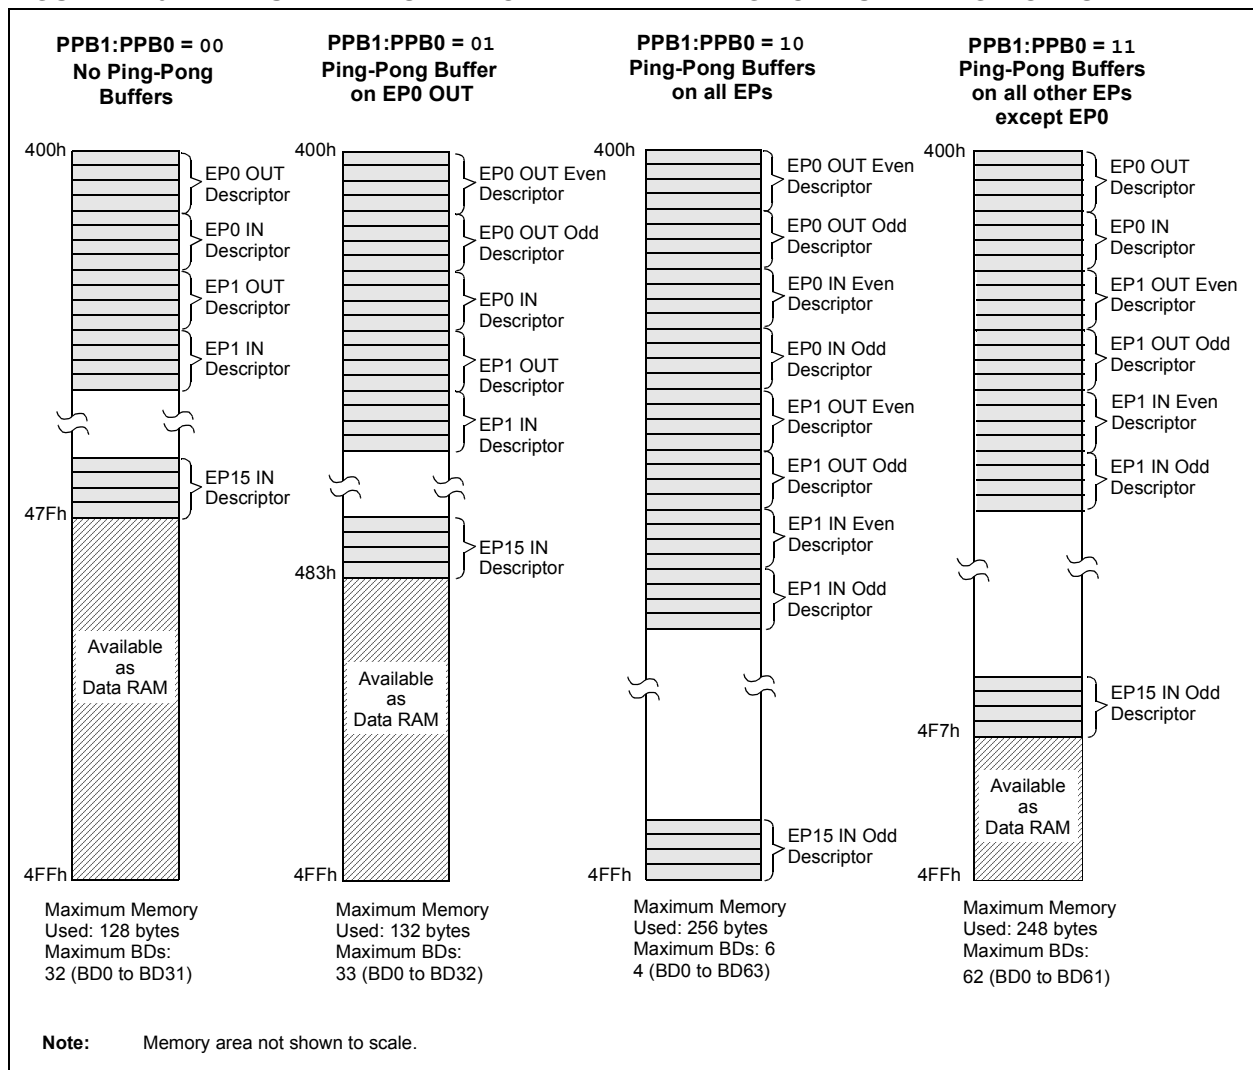 PPB1:PPB0 = 00
No Ping-Pong
Buffers
400h
EP0 OUT
Descriptor
EP0 IN
Descriptor
EP1 OUT
Descriptor
EP1 IN
Descriptor
EP15 IN
Descriptor
47Fh
Available
as
Data RAM
4FFh
Maximum Memory
Used: 128 bytes
Maximum BDs:
32 (BD0 to BD31)
PPB1:PPB0 = 01
Ping-Pong Buffer
on EP0 OUT
400h
EP0 OUT Even
Descriptor
EP0 OUT Odd
Descriptor
EP0 IN
Descriptor
EP1 OUT
Descriptor
EP1 IN
Descriptor
EP15 IN
Descriptor
483h
Available
as
Data RAM
4FFh
Maximum Memory
Used: 132 bytes
Maximum BDs:
33 (BD0 to BD32)
PPB1:PPB0 = 10
Ping-Pong Buffers
on all EPs
400h
EP0 OUT Even
Descriptor
EP0 OUT Odd
Descriptor
EP0 IN Even
Descriptor
EP0 IN Odd
Descriptor
EP1 OUT Even
Descriptor
EP1 OUT Odd
Descriptor
EP1 IN Even
Descriptor
EP1 IN Odd
Descriptor
EP15 IN Odd
Descriptor
4FFh
Maximum Memory
Used: 256 bytes
Maximum BDs: 6
4 (BD0 to BD63)
PPB1:PPB0 = 11
Ping-Pong Buffers
on all other EPs
except EP0
400h
EP0 OUT
Descriptor
EP0 IN
Descriptor
EP1 OUT Even
Descriptor
EP1 OUT Odd
Descriptor
EP1 IN Even
Descriptor
EP1 IN Odd
Descriptor
EP15 IN Odd
Descriptor
4F7h
Available
as
Data RAM
4FFh
Maximum Memory
Used: 248 bytes
Maximum BDs:
62 (BD0 to BD61)
Note: Memory area not shown to scale.